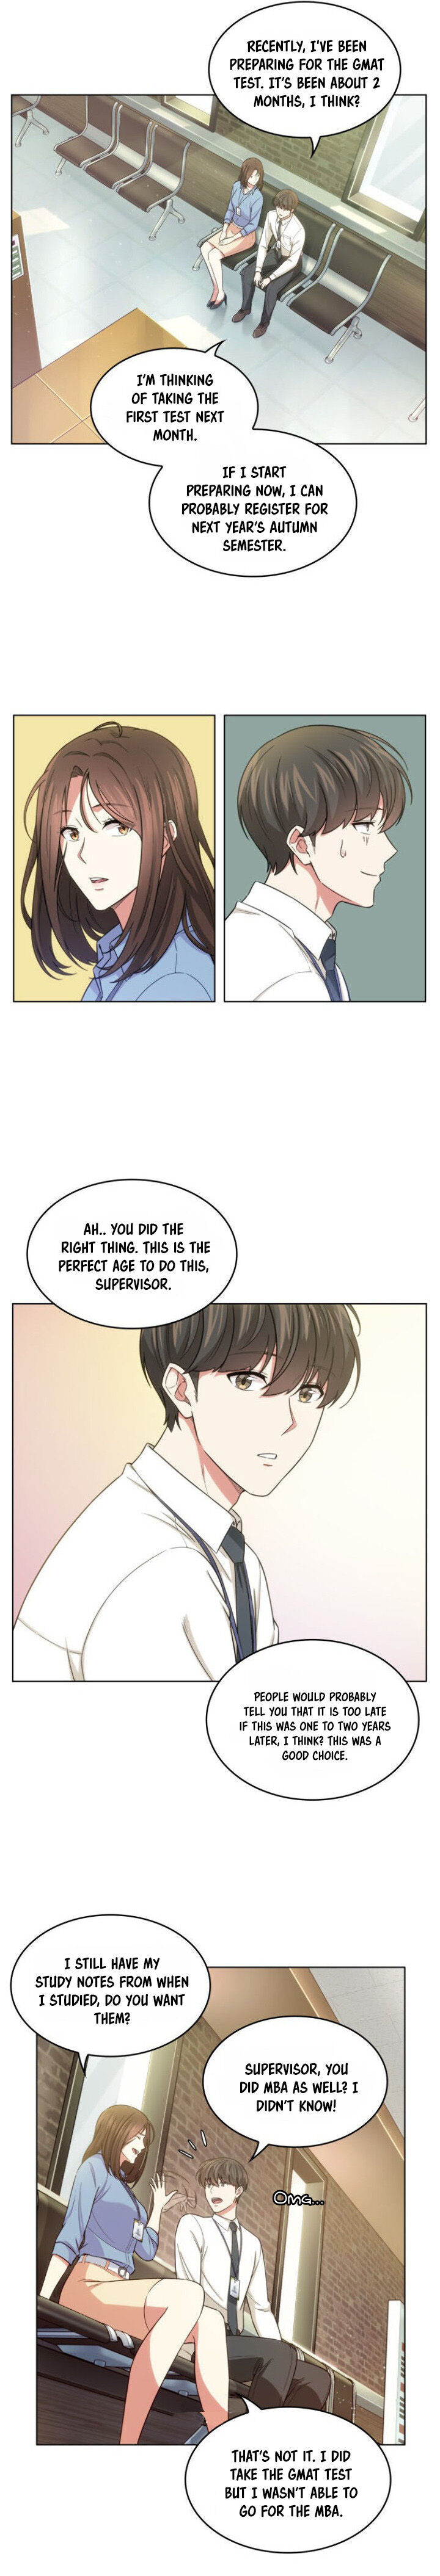 RECENTLY, I'VE BEEN
PREPARING FOR THE GMAT
TEST. IT'S BEEN ABOUT 2
MONTHS, I THINK?
I'M THINKING
OF TAKING THE
FIRST TEST NEXT
MONTH.
IF I START
PREPARING NOW, I CAN
PROBABLY REGISTER FOR
NEXT YEAR'S AUTUMN
SEMESTER.
AH.. YOU DID THE
RIGHT THING. THIS IS THE
PERFECT AGE TO DO THIS,
SUPERVISOR.
PEOPLE WOULD PROBABLY
TELL YOU THAT IT IS TOO LATE
IF THIS WAS ONE TO TWO YEARS
LATER, I THINK? THIS WAS A
GOOD CHOICE.
I STILL HAVE MY
STUDY NOTES FROM WHEN
I STUDIED, DO YOU WANT
THEM?
SUPERVISOR, YOU
DID MBA AS WELL? I
DIDN'T KNOW!
OMG...
THAT'S NOT IT. I DID
TAKE THE GMAT TEST
BUT I WASN'T ABLE TO
GO FOR THE MBA.